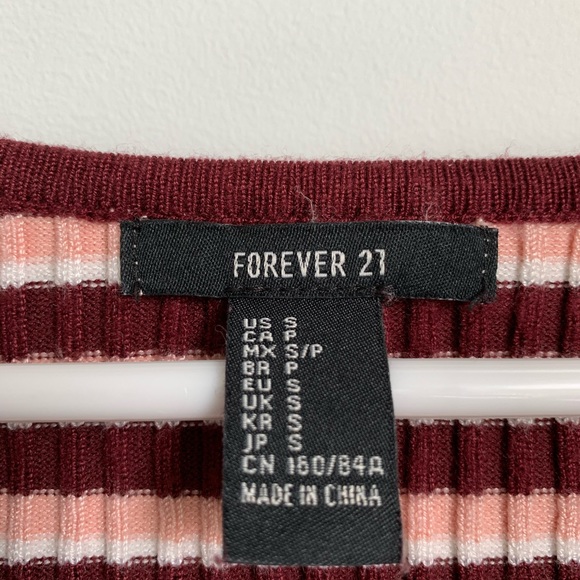 FOREVER 21
US S
CA P
MX S/P
BR P
EU S
UK S
KR S
JP S
CN 160/84A
MADE IN CHINA